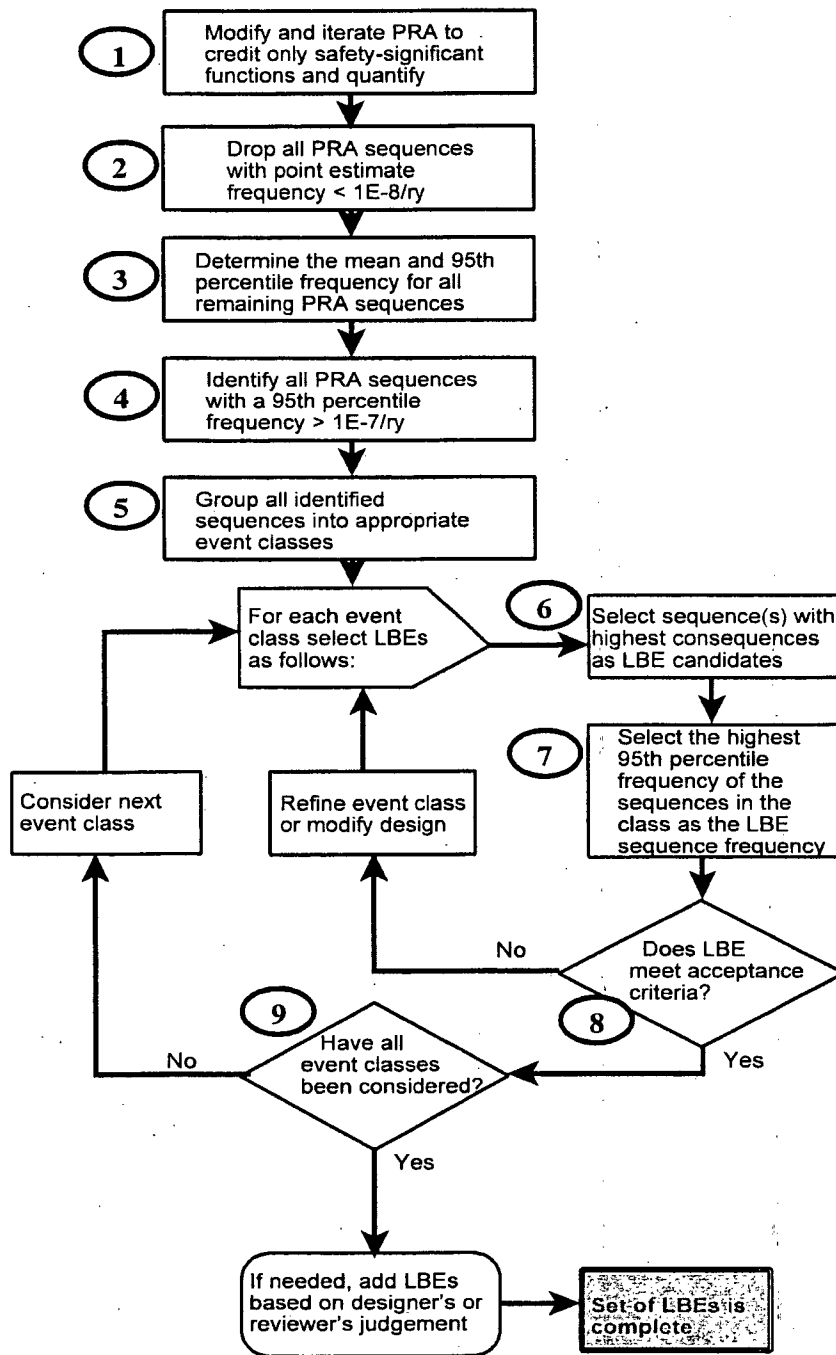 1
Modify and iterate PRA to
credit only safety-significant
functions and quantify
2
Drop all PRA sequences
with point estimate
frequency < 1E-8/ry
3
Determine the mean and 95th
percentile frequency for all
remaining PRA sequences
4
Identify all PRA sequences
with a 95th percentile
frequency > 1E-7/ry
5
Group all identified
sequences into appropriate
event classes
For each event
class select LBEs
as follows:
6
Select sequence(s) with
highest consequences
as LBE candidates
7
Select the highest
95th percentile
frequency of the
sequences in the
class as the LBE
sequence frequency
Consider next
event class
Refine event class
or modify design
No
Does LBE
meet acceptance
criteria?
8
Yes
9
Have all
event classes
been considered?
No
Yes
If needed, add LBEs
based on designer's or
reviewer's judgement
Set of LBEs is
complete